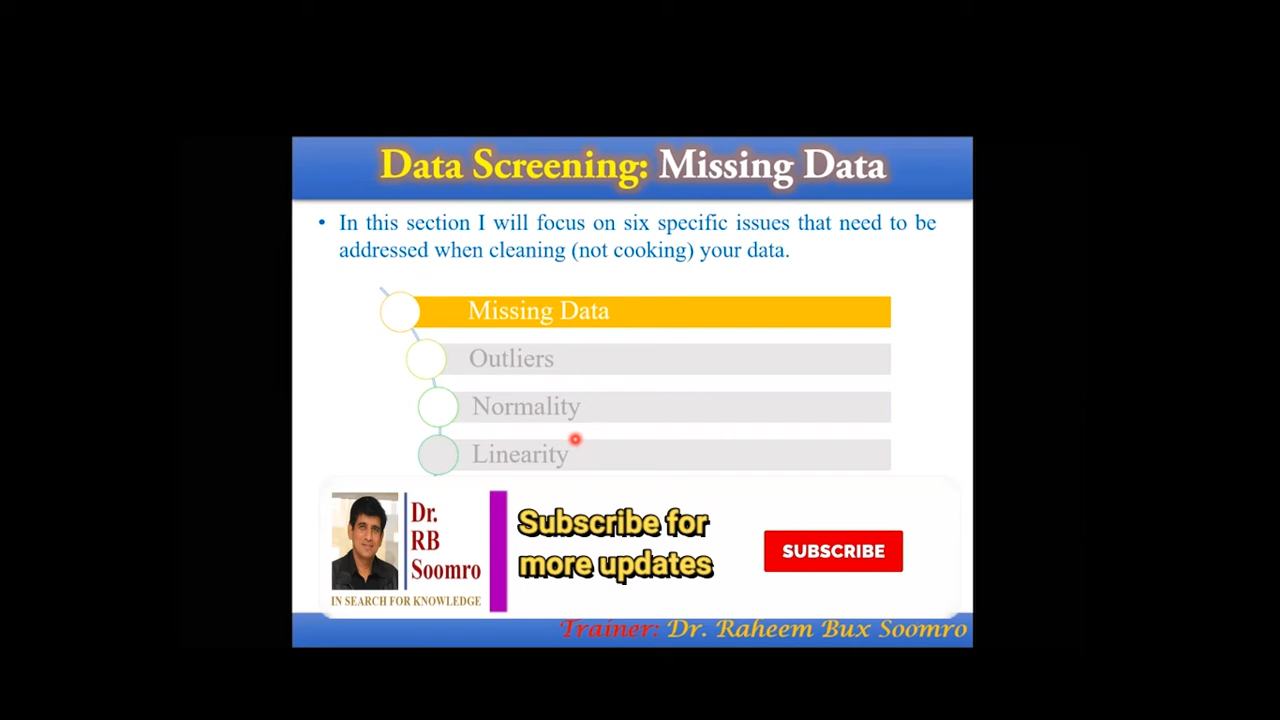 Data Screening: Missing Data
• In this section I will focus on six specific issues that need to be
addressed when cleaning (not cooking) your data.
Missing Data
Outliers
Normality
Linearity
Dr.
RB
Soomro
IN SEARCH FOR KNOWLEDGE
Subscribe for
more updates
SUBSCRIBE
Trainer: Dr. Raheem Bux Soomro